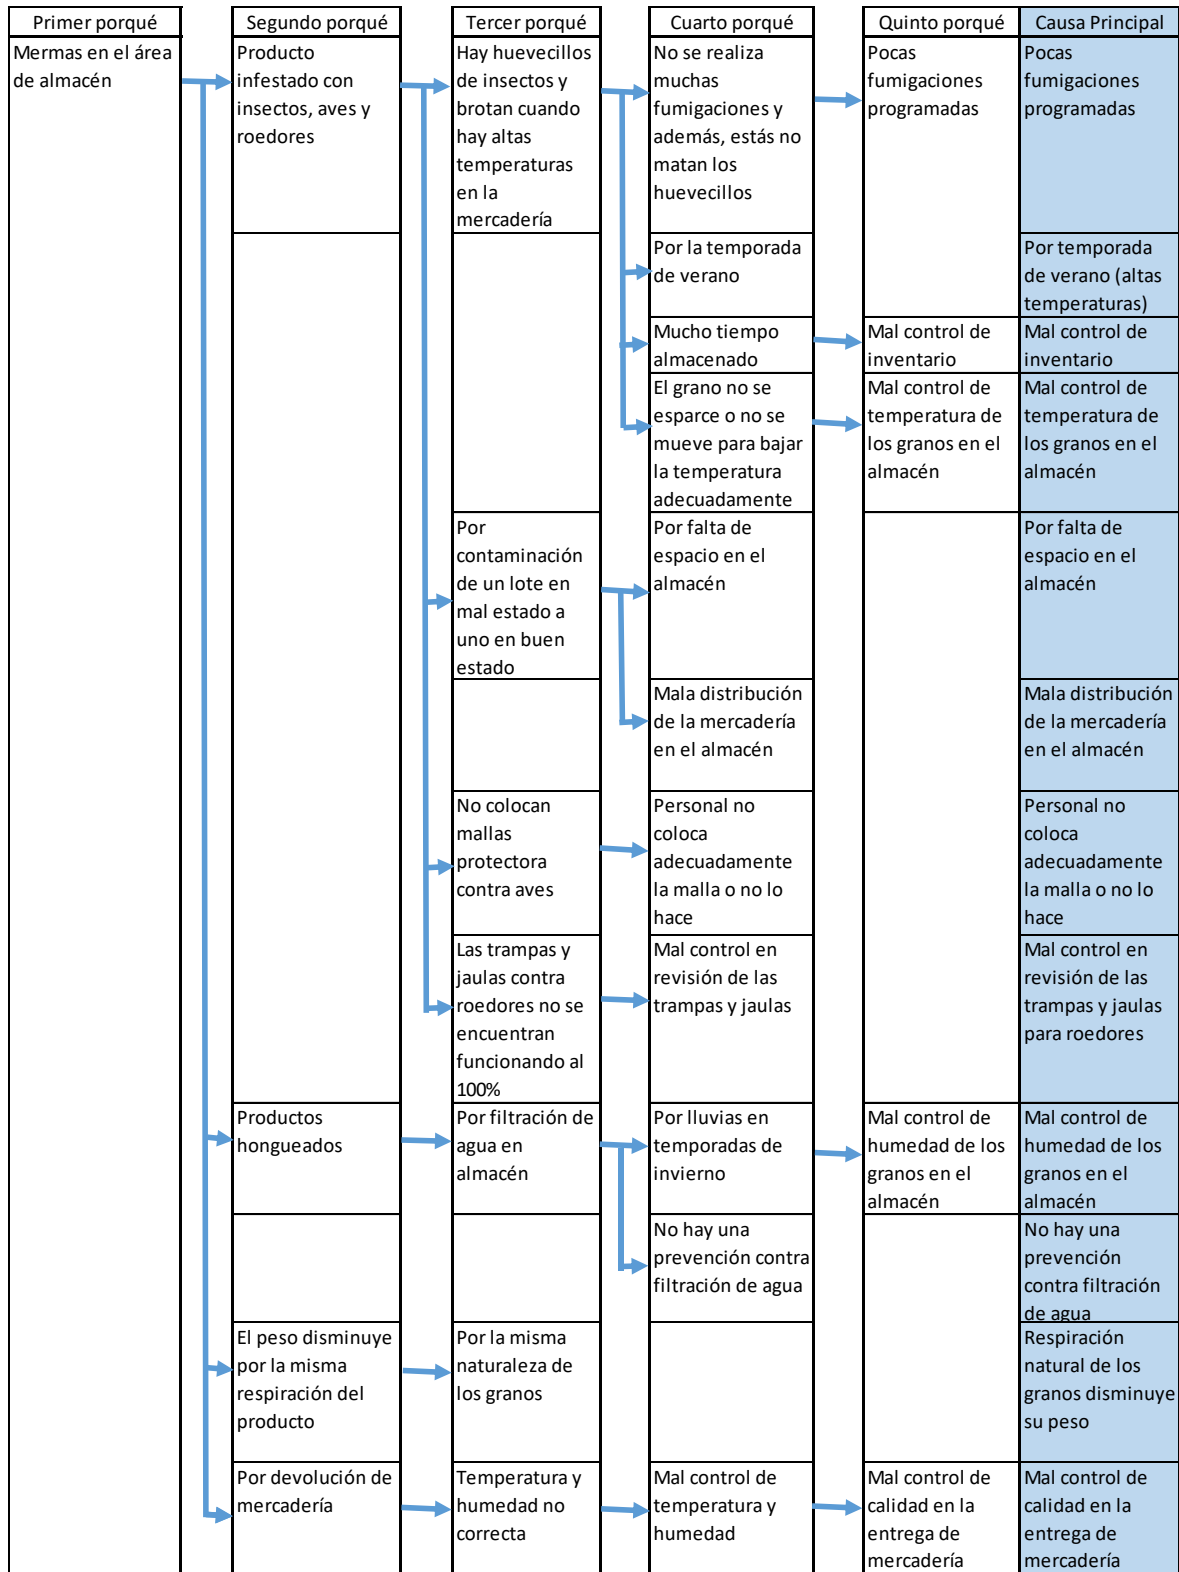 Primer porqué
Segundo porqué
Tercer porqué
Cuarto porqué
Quinto porqué
Causa Principal
Mermas en el área
de almacén
Producto
infestado con
insectos, aves y
roedores
Hay huevecillos
de insectos y
brotan cuando
hay altas
temperaturas
en la
mercadería
No se realiza
muchas
fumigaciones y
además, estás no
matan los
huevecillos
Pocas
fumigaciones
programadas
Pocas
fumigaciones
programadas
Por la temporada
de verano
Por temporada
de verano (altas
temperaturas)
Mucho tiempo
almacenado
Mal control de
inventario
Mal control de
inventario
El grano no se
esparce o no se
mueve para bajar
la temperatura
adecuadamente
Mal control de
temperatura de
los granos en el
almacén
Mal control de
temperatura de
los granos en el
almacén
Por
contaminación
de un lote en
mal estado a
uno en buen
estado
Por falta de
espacio en el
almacén
Por falta de
espacio en el
almacén
Mala distribución
de la mercadería
en el almacén
Mala distribución
de la mercadería
en el almacén
No colocan
mallas
protectora
contra aves
Personal no
coloca
adecuadamente
la malla o no lo
hace
Personal no
coloca
adecuadamente
la malla o no lo
hace
Las trampas y
jaulas contra
roedores no se
encuentran
funcionando al
100%
Mal control en
revisión de las
trampas y jaulas
Mal control en
revisión de las
trampas y jaulas
para roedores
Productos
hongueados
Por filtración de
agua en
almacén
Por lluvias en
temporadas de
invierno
Mal control de
humedad de los
granos en el
almacén
Mal control de
humedad de los
granos en el
almacén
No hay una
prevención contra
filtración de agua
No hay una
prevención
contra filtración
de agua
El peso disminuye
por la misma
respiración del
producto
Por la misma
naturaleza de
los granos
Respiración
natural de los
granos disminuye
su peso
Por devolución de
mercadería
Temperatura y
humedad no
correcta
Mal control de
temperatura y
humedad
Mal control de
calidad en la
entrega de
mercadería
Mal control de
calidad en la
entrega de
mercadería